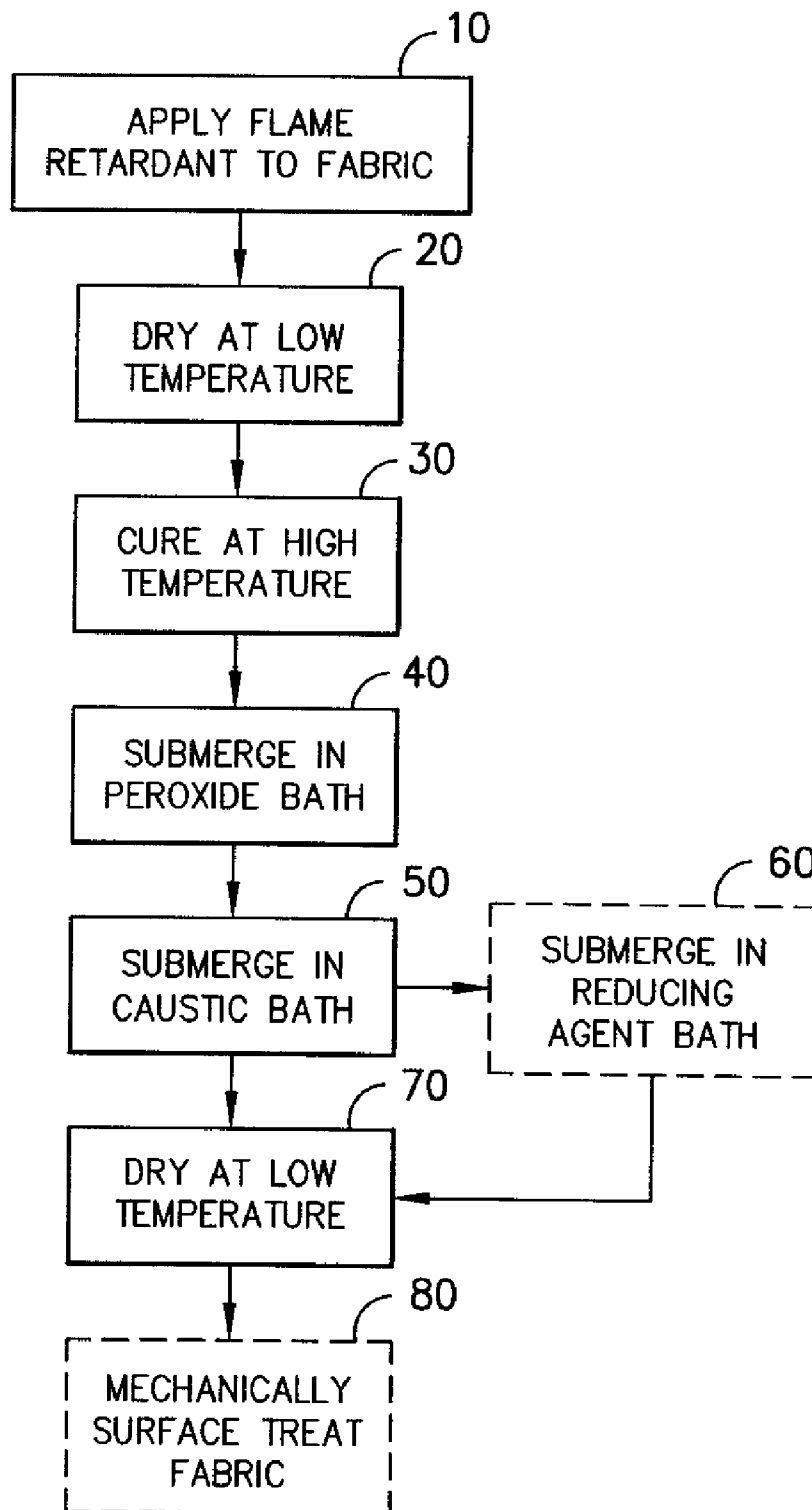 10
APPLY FLAME
RETARDANT TO FABRIC
20
DRY AT LOW
TEMPERATURE
30
CURE AT HIGH
TEMPERATURE
40
SUBMERGE IN
PEROXIDE BATH
50
SUBMERGE IN
CAUSTIC BATH
60
SUBMERGE IN
REDUCING
AGENT BATH
70
DRY AT LOW
TEMPERATURE
80
MECHANICALLY
SURFACE TREAT
FABRIC